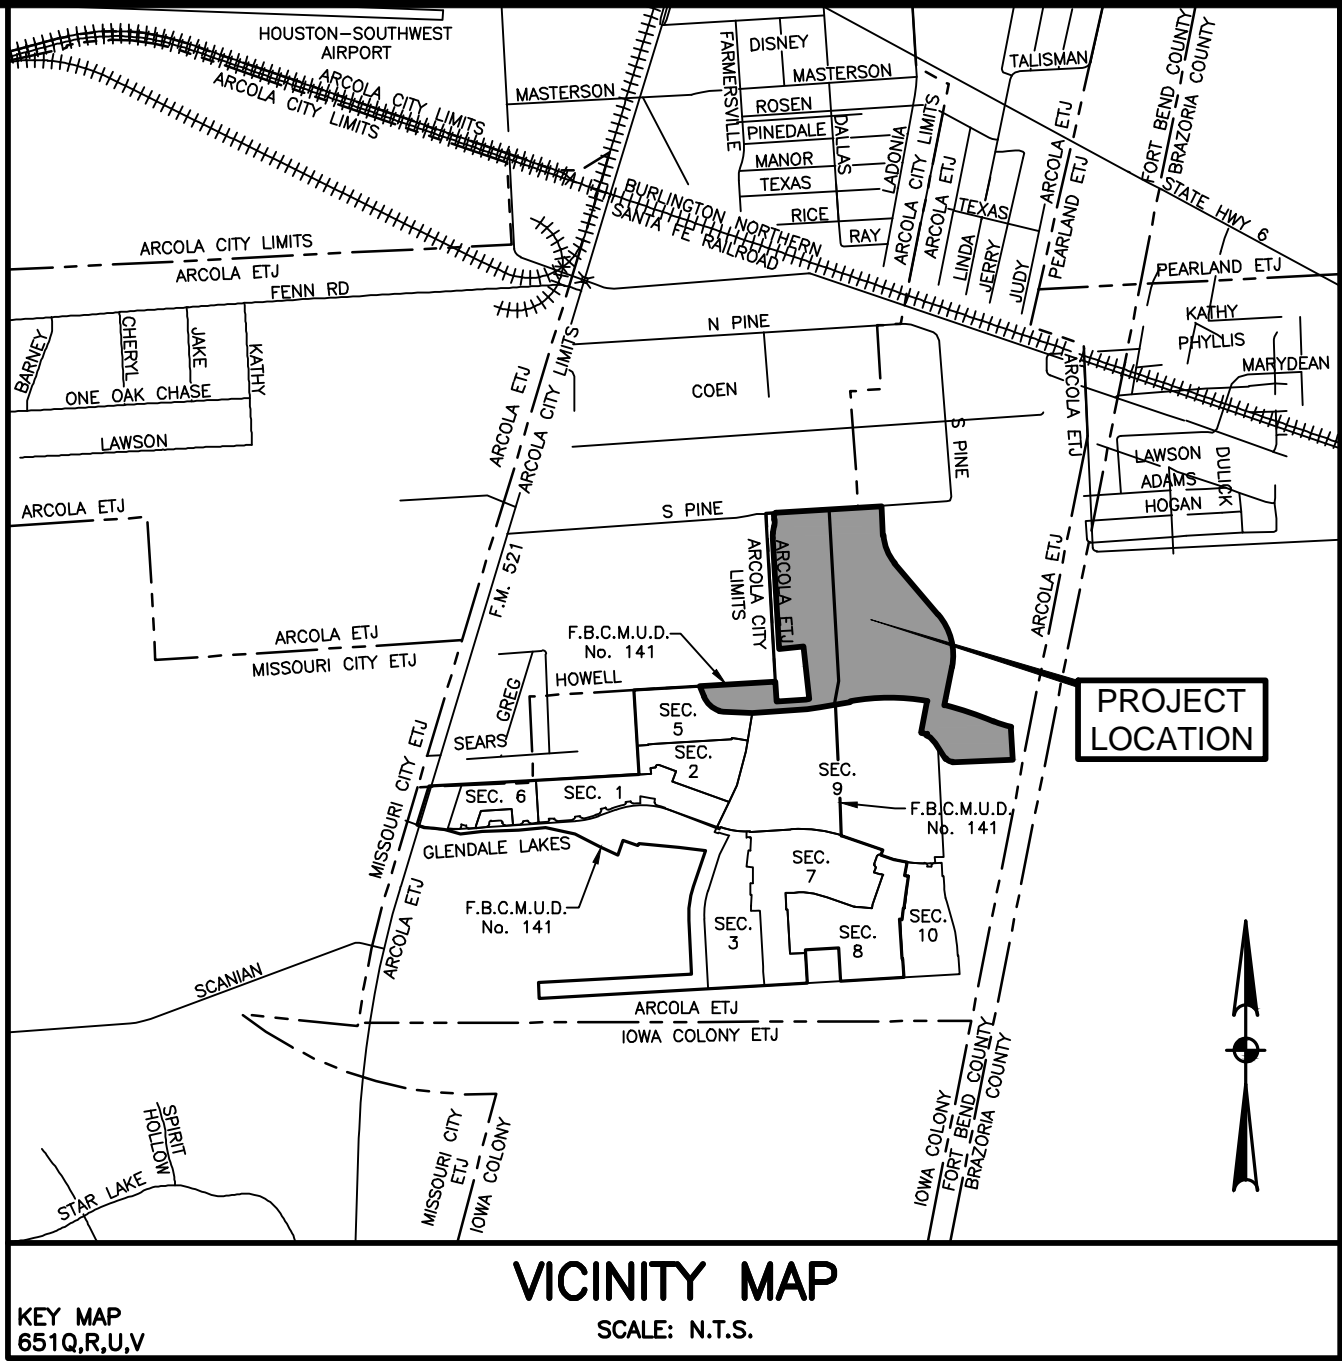 HOUSTON-SOUTHWEST
AIRPORT
ARCOLA CITY LIMITS
ARCOLA CITY LIMITS
MASTERSON
FARMERSVILLE
DISNEY
MASTERSON
ROSEN
PINEDALE
DALLAS
MANOR
TEXAS
RICE
RAY
LADONIA
ARCOLA CITY LIMITS
ARCOLA ETJ
TALISMAN
TEXAS
LINDA
JERRY
JUDY
ARCOLA ETJ
PEARLAND ETJ
FORT BEND COUNTY
BRAZORIA COUNTY
STATE HWY 6
BURLINGTON NORTHERN
SANTA FE RAILROAD
ARCOLA CITY LIMITS
ARCOLA ETJ
FENN RD
PEARLAND ETJ
KATHY
PHYLLIS
MARYDEAN
BARNEY
CHERYL
JAKE
KATHY
ONE OAK CHASE
LAWSON
N PINE
COEN
S PINE
S PINE
ARCOLA ETJ
ARCOLA CITY LIMITS
ARCOLA ETJ
LAWSON
ADAMS
HOGAN
DULICK
ARCOLA ETJ
F.M. 521
ARCOLA CITY
LIMITS
ARCOLA ETJ
ARCOLA ETJ
ARCOLA ETJ
MISSOURI CITY ETJ
F.B.C.M.U.D.
No. 141
HOWELL
GREG
SEARS
PROJECT
LOCATION
SEC.
5
SEC.
2
SEC. 6
SEC. 1
SEC.
9
F.B.C.M.U.D.
No. 141
MISSOURI CITY ETJ
ARCOLA ETJ
GLENDALE LAKES
F.B.C.M.U.D.
No. 141
SEC.
7
SEC.
3
SEC.
8
SEC.
10
SCANIAN
ARCOLA ETJ
IOWA COLONY ETJ
SPIRIT
HOLLOW
STAR LAKE
MISSOURI CITY
ETJ
IOWA COLONY
IOWA COLONY
FORT BEND COUNTY
BRAZORIA COUNTY
VICINITY MAP
SCALE: N.T.S.
KEY MAP
651Q,R,U,V